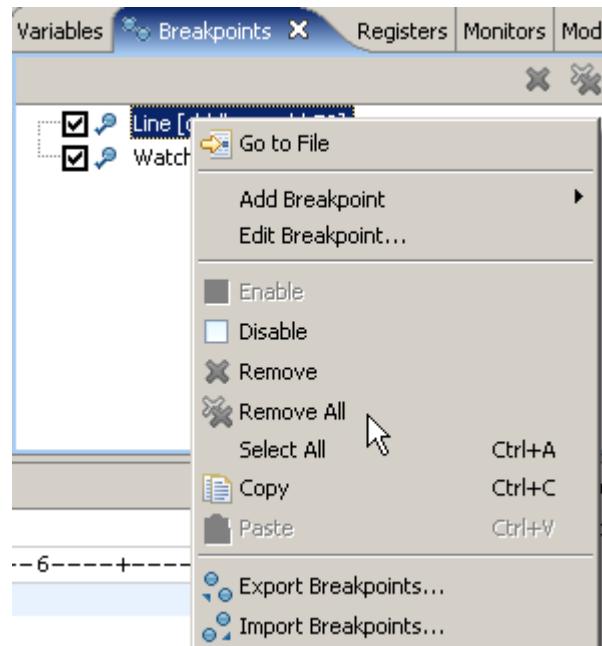 Variables Breakpoints Registers Monitors Mod
Line
Watch
Go to File
Add Breakpoint
Edit Breakpoint...
Enable
Disable
Remove
Remove All
Select All Ctrl+A
Copy Ctrl+C
Paste Ctrl+V
--6----+----
Export Breakpoints...
Import Breakpoints...